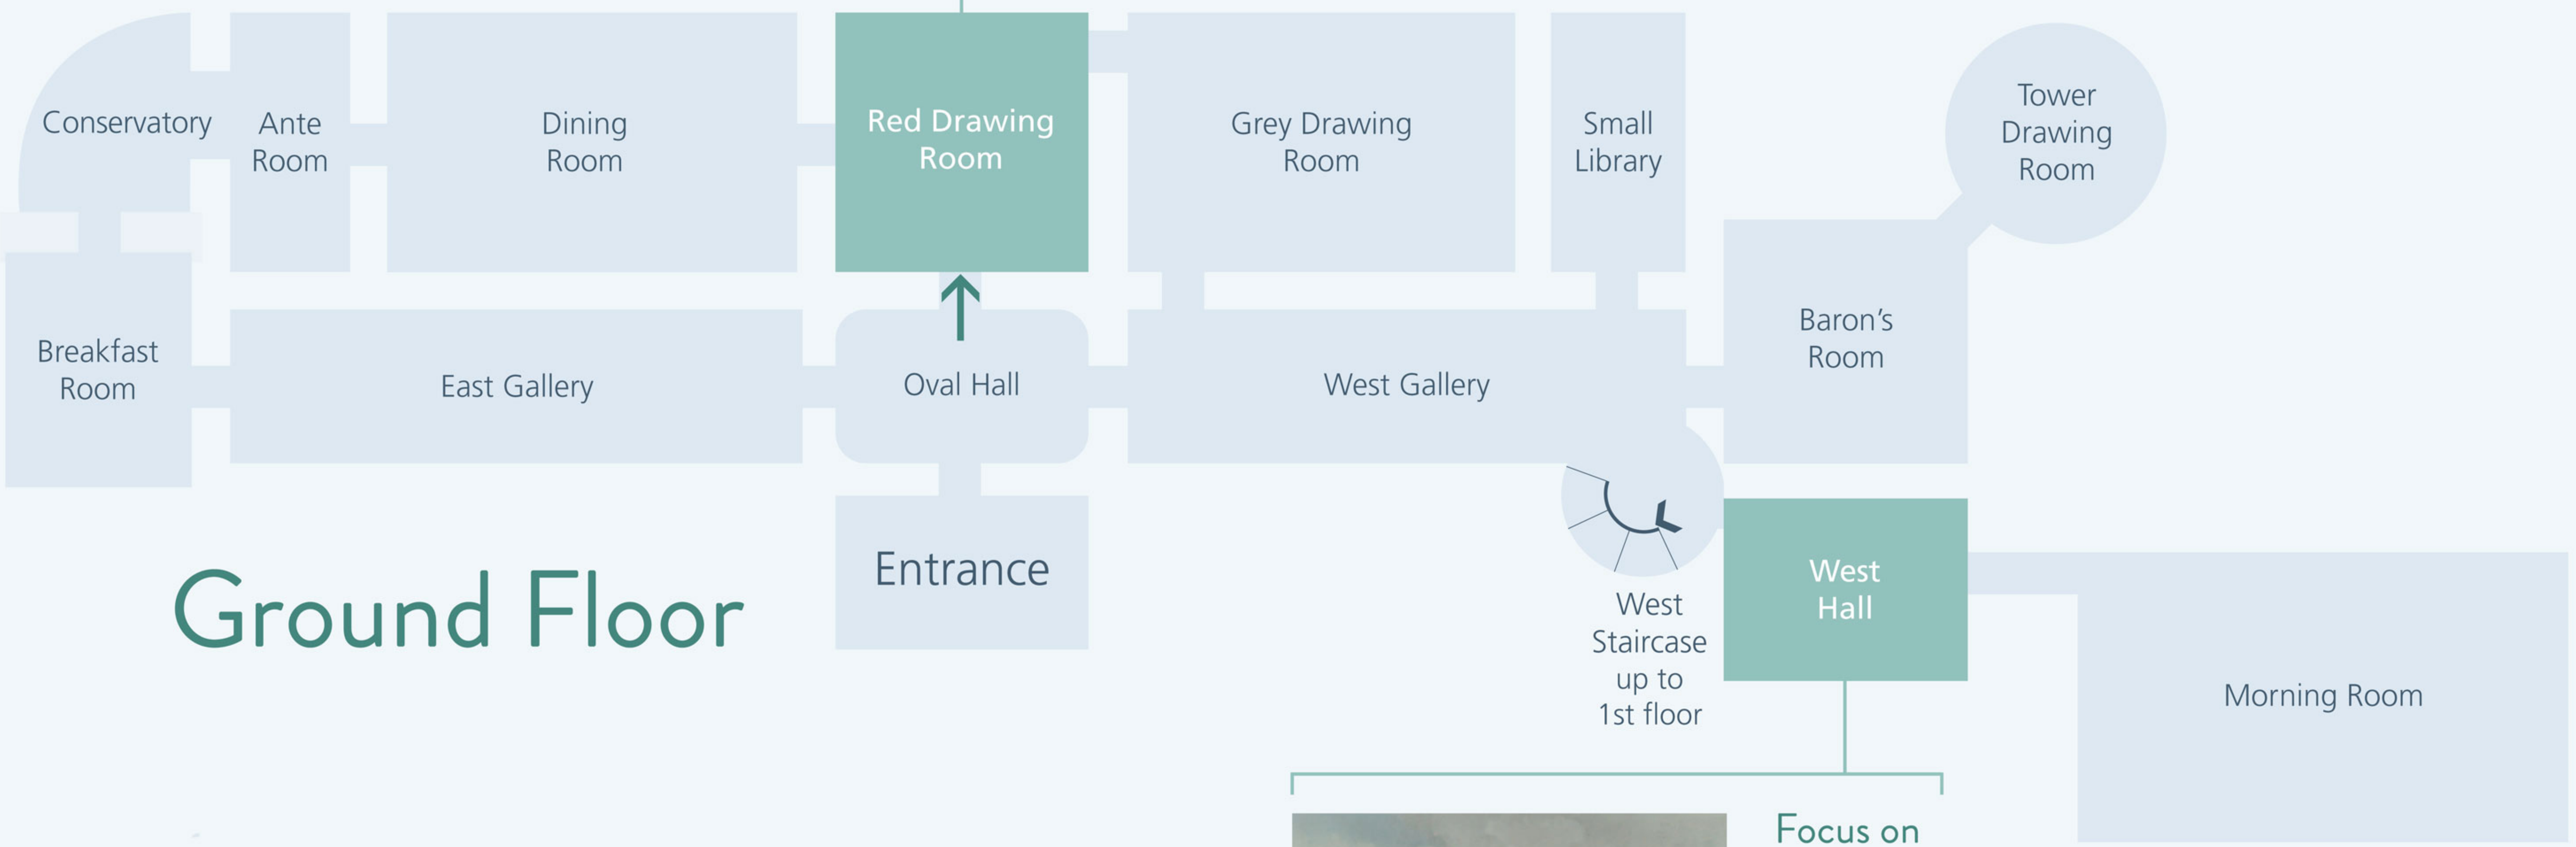 Conservatory
Ante
Room
Dining
Room
Red Drawing
Room
Grey Drawing
Room
Small
Library
Tower
Drawing
Room
Breakfast
Room
East Gallery
Oval Hall
West Gallery
Baron’s
Room
Ground Floor
Entrance
West
Staircase
up to
1st floor
West
Hall
Morning Room
Focus on